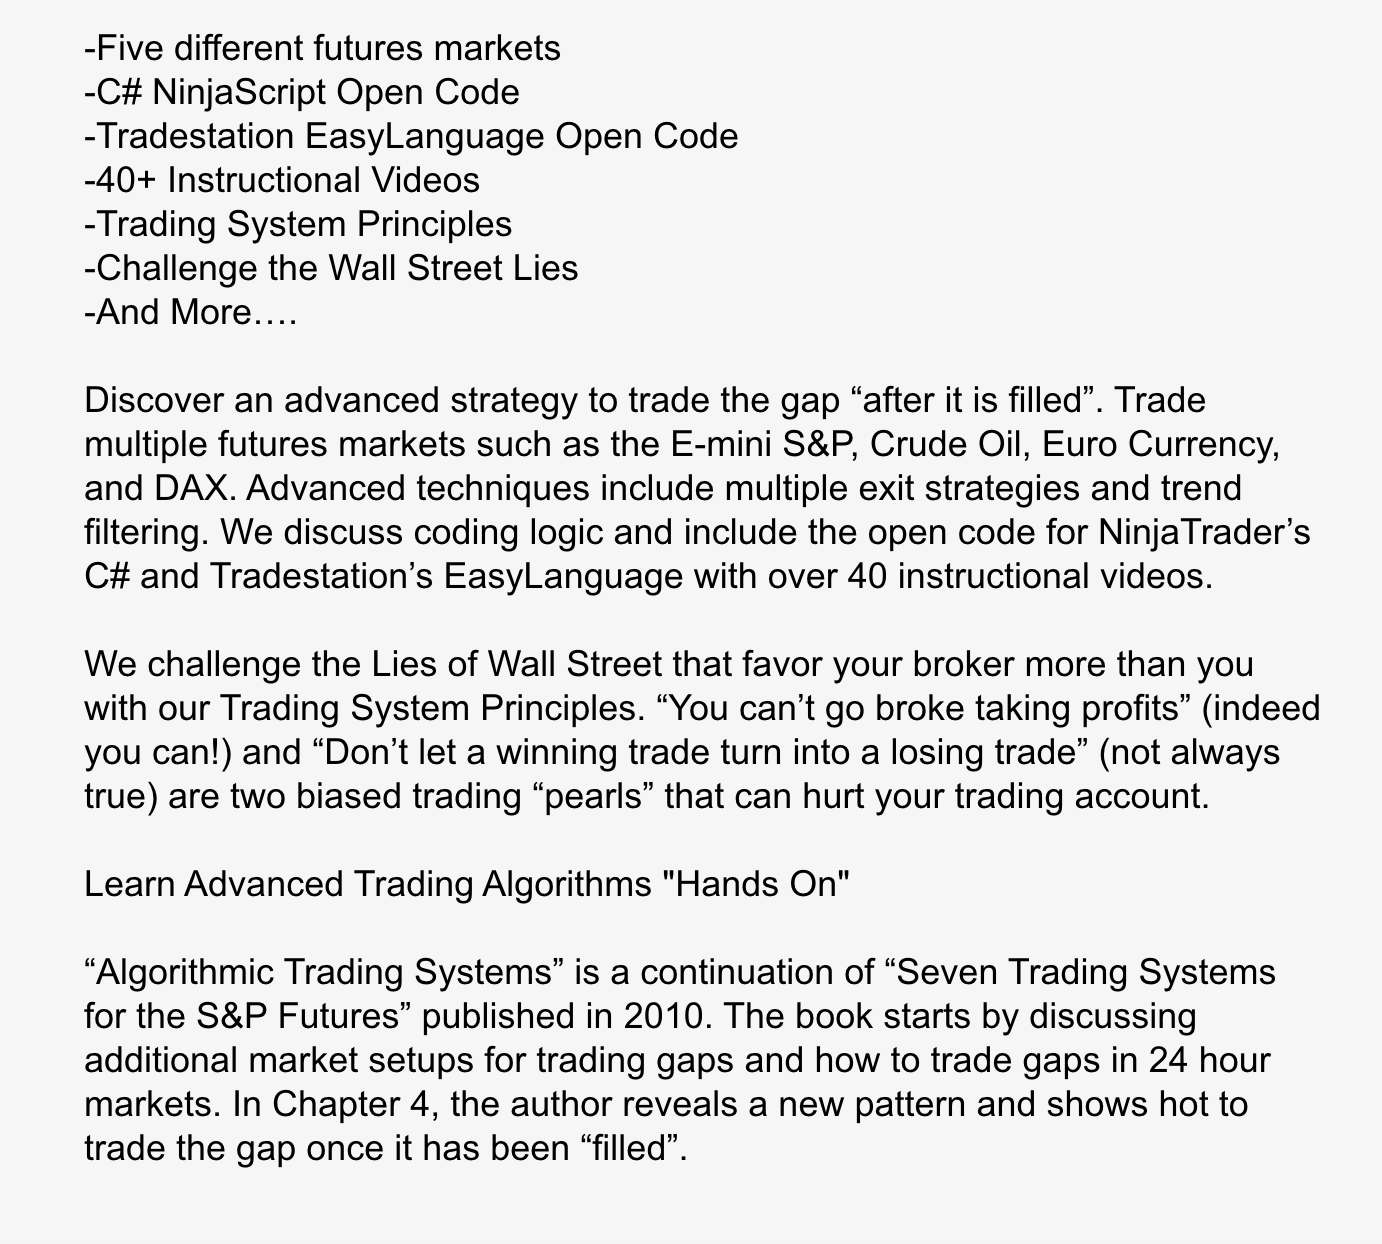 -Five different futures markets
-C# NinjaScript Open Code
-Tradestation EasyLanguage Open Code
-40+ Instructional Videos
-Trading System Principles
-Challenge the Wall Street Lies
-And More….
Discover an advanced strategy to trade the gap “after it is filled”. Trade
multiple futures markets such as the E-mini S&P, Crude Oil, Euro Currency,
and DAX. Advanced techniques include multiple exit strategies and trend
filtering. We discuss coding logic and include the open code for NinjaTrader’s
C# and Tradestation’s EasyLanguage with over 40 instructional videos.
We challenge the Lies of Wall Street that favor your broker more than you
with our Trading System Principles. “You can’t go broke taking profits” (indeed
you can!) and “Don’t let a winning trade turn into a losing trade” (not always
true) are two biased trading “pearls” that can hurt your trading account.
Learn Advanced Trading Algorithms "Hands On"
“Algorithmic Trading Systems” is a continuation of “Seven Trading Systems
for the S&P Futures” published in 2010. The book starts by discussing
additional market setups for trading gaps and how to trade gaps in 24 hour
markets. In Chapter 4, the author reveals a new pattern and shows hot to
trade the gap once it has been “filled”.